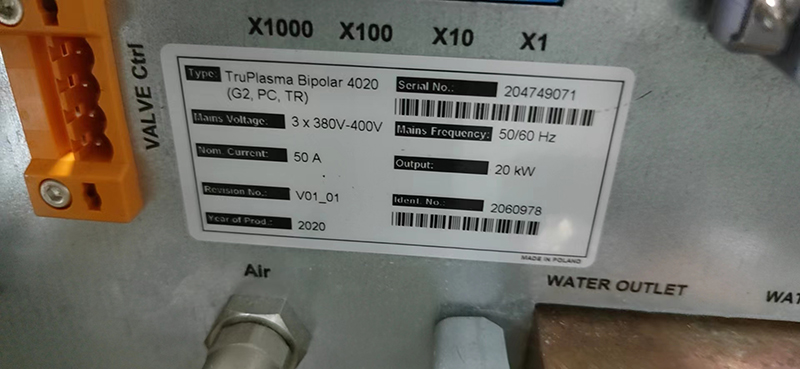 X1000 X100 X10 X1
VALVE Ctrl
Type: TruPlasma Bipolar 4020
(G2, PC, TR)
Serial No.: 204749071
Mains Voltage: 3 x 380V-400V
Mains Frequency: 50/60 Hz
Nom. Current: 50 A
Output: 20 kW
Revision No.: V01_01
Ident. No.: 2060978
Year of Prod.: 2020
MADE IN POLAND
Air
WATER OUTLET